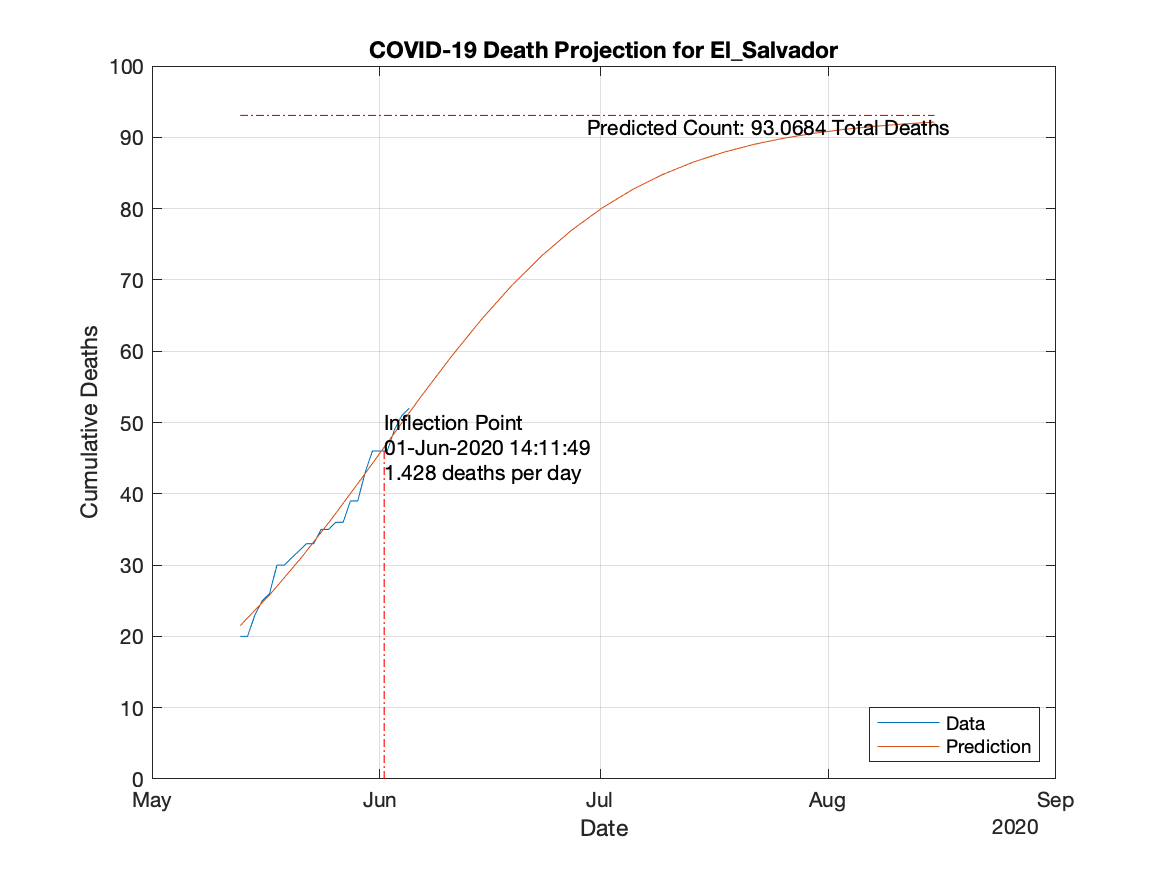 COVID-19 Death Projection for El_Salvador
100
90
80
70
60
50
40
30
20
10
0
Cumulative Deaths
Predicted Count: 93.0684 Total Deaths
Inflection Point
01-Jun-2020 14:11:49
1.428 deaths per day
Data
Prediction
May Jun Jul Aug Sep
Date
2020